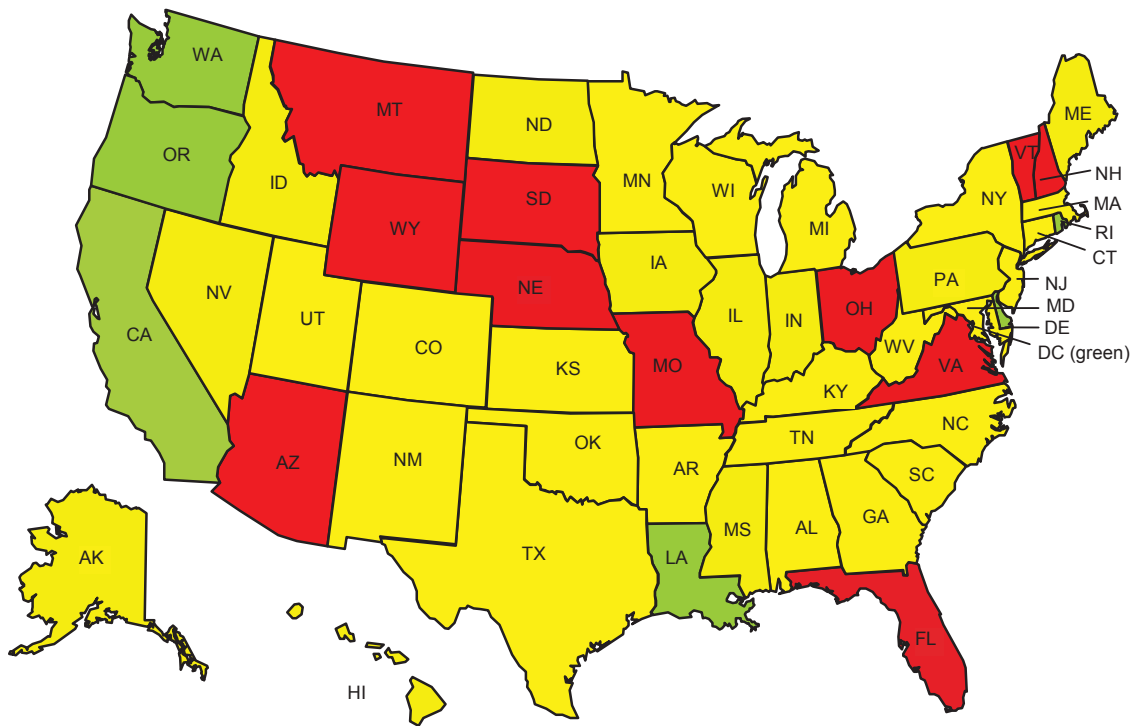 WA
MT
ND
ME
OR
ID
MN
VT
NH
SD
WI
NY
MA
WY
MI
RI
CT
IA
PA
NJ
NV
NE
MD
UT
IL
IN
OH
DE
CA
CO
WV
DC (green)
KS
MO
VA
KY
NC
AZ
NM
OK
TN
AR
SC
MS
AL
GA
AK
TX
LA
FL
HI